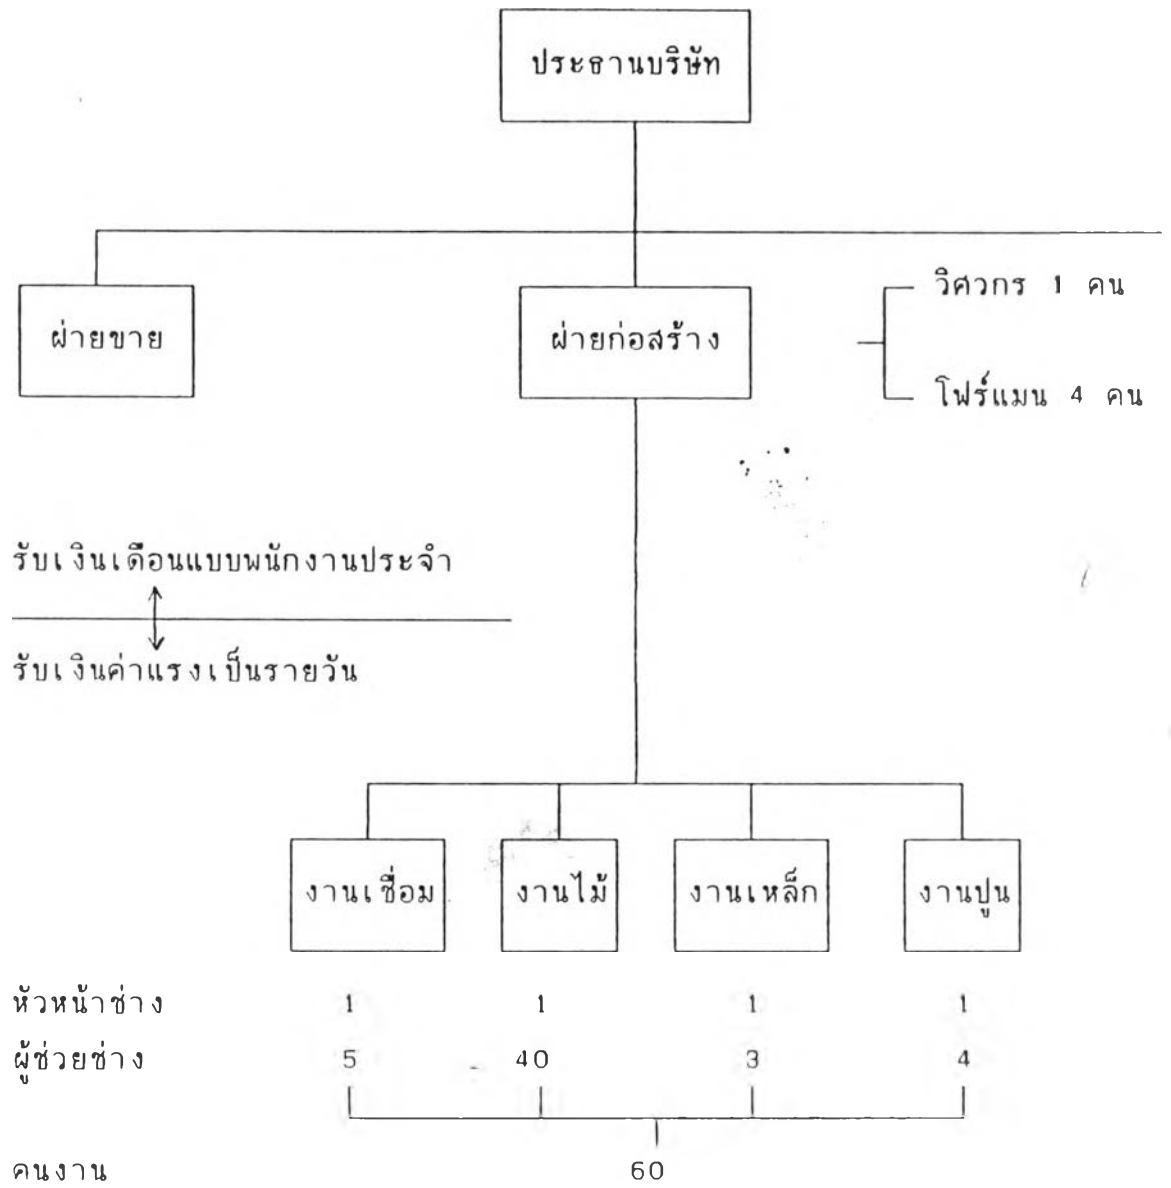 ประธานบริษัท
ฝ่ายขาย
ฝ่ายก่อสร้าง
วิศวกร 1 คน
โฟร์แมน 4 คน
รับเงินเดือนแบบพนักงานประจำ
รับเงินค่าแรงเป็นรายวัน
งานเชื่อม งานไม้ งานเหล็ก งานปูน
หัวหน้าช่าง 1 1 1 1
ผู้ช่วยช่าง 5 40 3 4
คนงาน 60